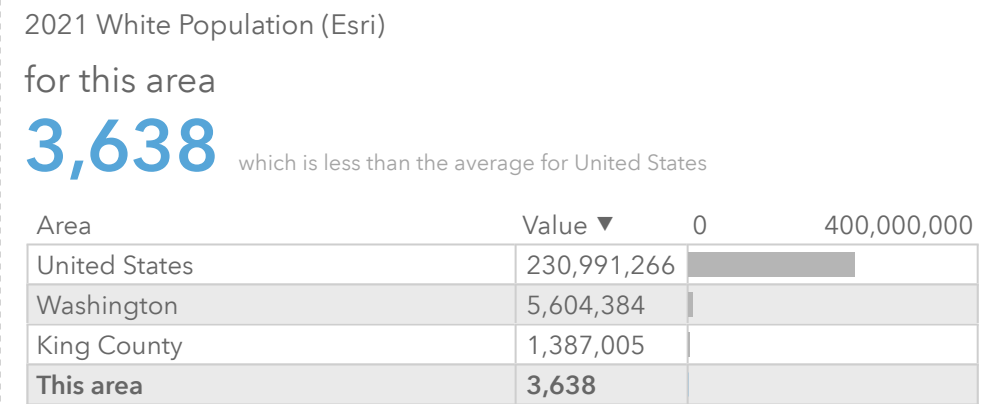 2021 White Population (Esri)
for this area
3,638 which is less than the average for United States
Area Value ▼ 0 400,000,000
United States 230,991,266
Washington 5,604,384
King County 1,387,005
This area 3,638